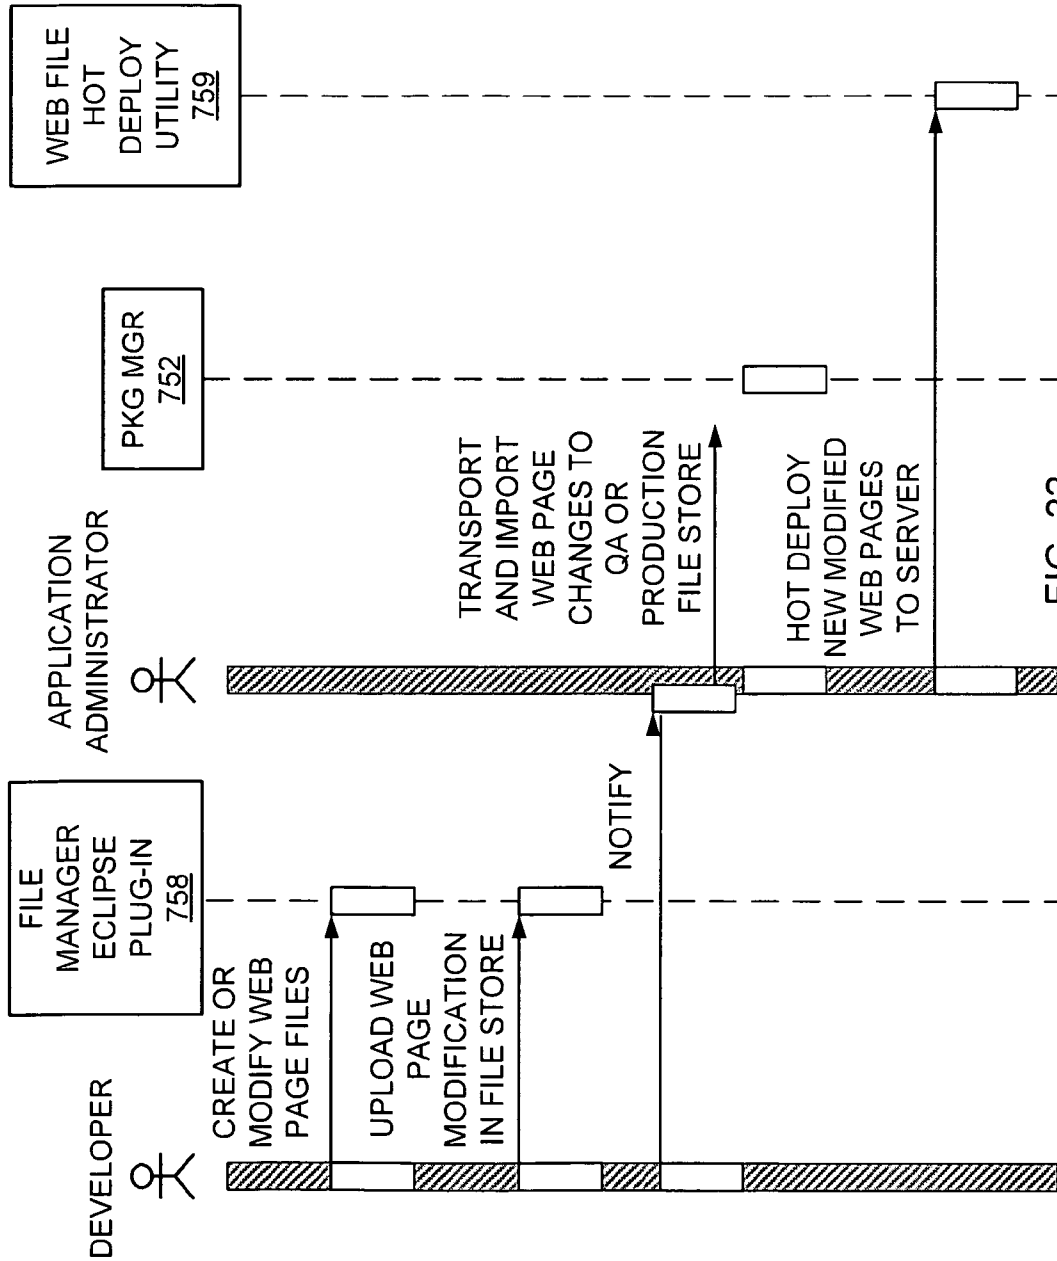 DEVELOPER
FILE
MANAGER
ECLIPSE
PLUG-IN
758
APPLICATION
ADMINISTRATOR
PKG MGR
752
WEB FILE
HOT
DEPLOY
UTILITY
759
CREATE OR
MODIFY WEB
PAGE FILES
UPLOAD WEB
PAGE
MODIFICATION
IN FILE STORE
NOTIFY
TRANSPORT
AND IMPORT
WEB PAGE
CHANGES TO
QA OR
PRODUCTION
FILE STORE
HOT DEPLOY
NEW MODIFIED
WEB PAGES
TO SERVER